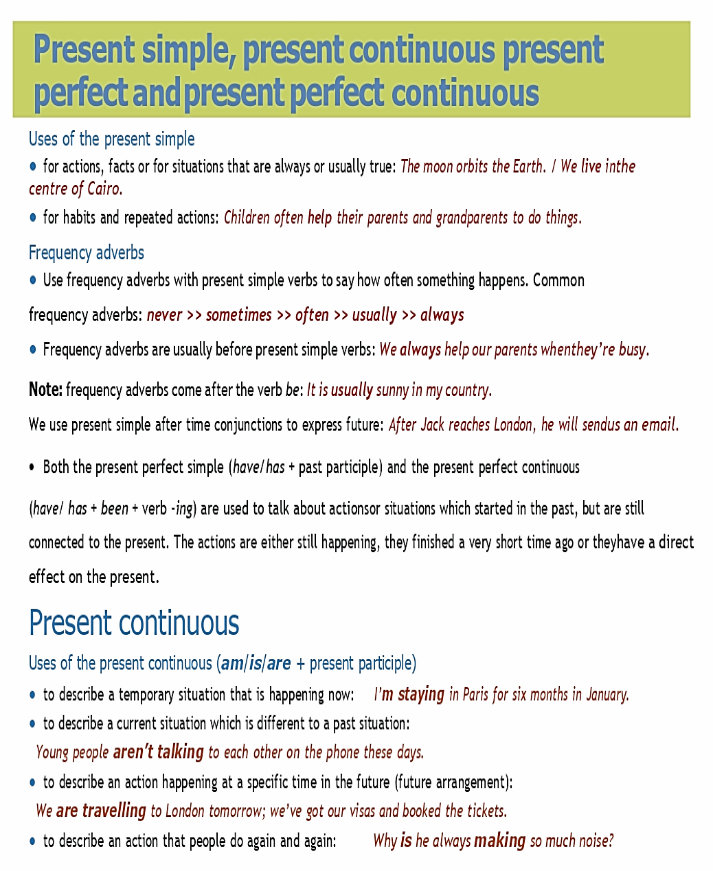 Present simple, present continuous present
perfect and present perfect continuous
Uses of the present simple
• for actions, facts or for situations that are always or usually true: The moon orbits the Earth. / We live inthe
centre of Cairo.
• for habits and repeated actions: Children often help their parents and grandparents to do things.
Frequency adverbs
• Use frequency adverbs with present simple verbs to say how often something happens. Common
frequency adverbs: never >> sometimes >> often >> usually >> always
• Frequency adverbs are usually before present simple verbs: We always help our parents whenthey’re busy.
Note: frequency adverbs come after the verb be: It is usually sunny in my country.
We use present simple after time conjunctions to express future: After Jack reaches London, he will sendus an email.
• Both the present perfect simple (have/has + past participle) and the present perfect continuous
(have/ has + been + verb -ing) are used to talk about actionsor situations which started in the past, but are still
connected to the present. The actions are either still happening, they finished a very short time ago or theyhave a direct
effect on the present.
Present continuous
Uses of the present continuous (am/is/are + present participle)
• to describe a temporary situation that is happening now: I’m staying in Paris for six months in January.
• to describe a current situation which is different to a past situation:
Young people aren’t talking to each other on the phone these days.
• to describe an action happening at a specific time in the future (future arrangement):
We are travelling to London tomorrow; we’ve got our visas and booked the tickets.
• to describe an action that people do again and again: Why is he always making so much noise?